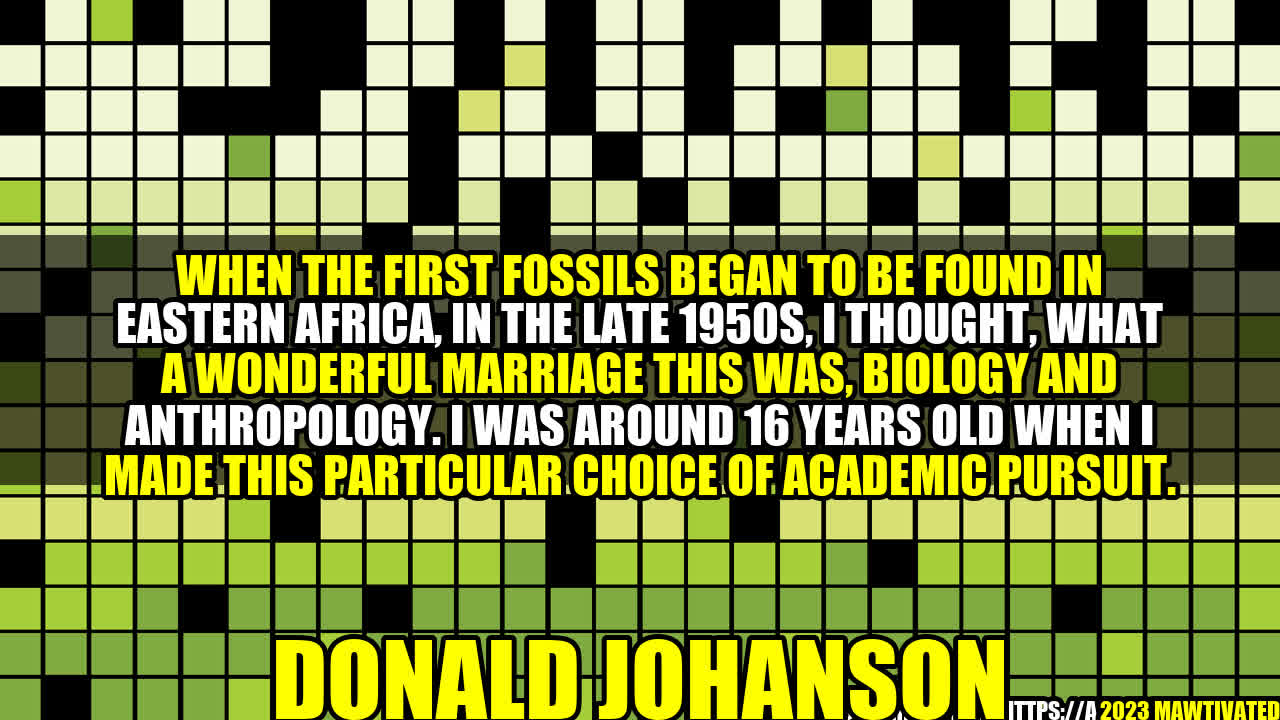 WHEN THE FIRST FOSSILS BEGAN TO BE FOUND IN
EASTERN AFRICA, IN THE LATE 1950S, I THOUGHT, WHAT
A WONDERFUL MARRIAGE THIS WAS, BIOLOGY AND
ANTHROPOLOGY. I WAS AROUND 16 YEARS OLD WHEN I
MADE THIS PARTICULAR CHOICE OF ACADEMIC PURSUIT.
DONALD JOHANSON
HTTPS://A 2023 MAWTIVATED